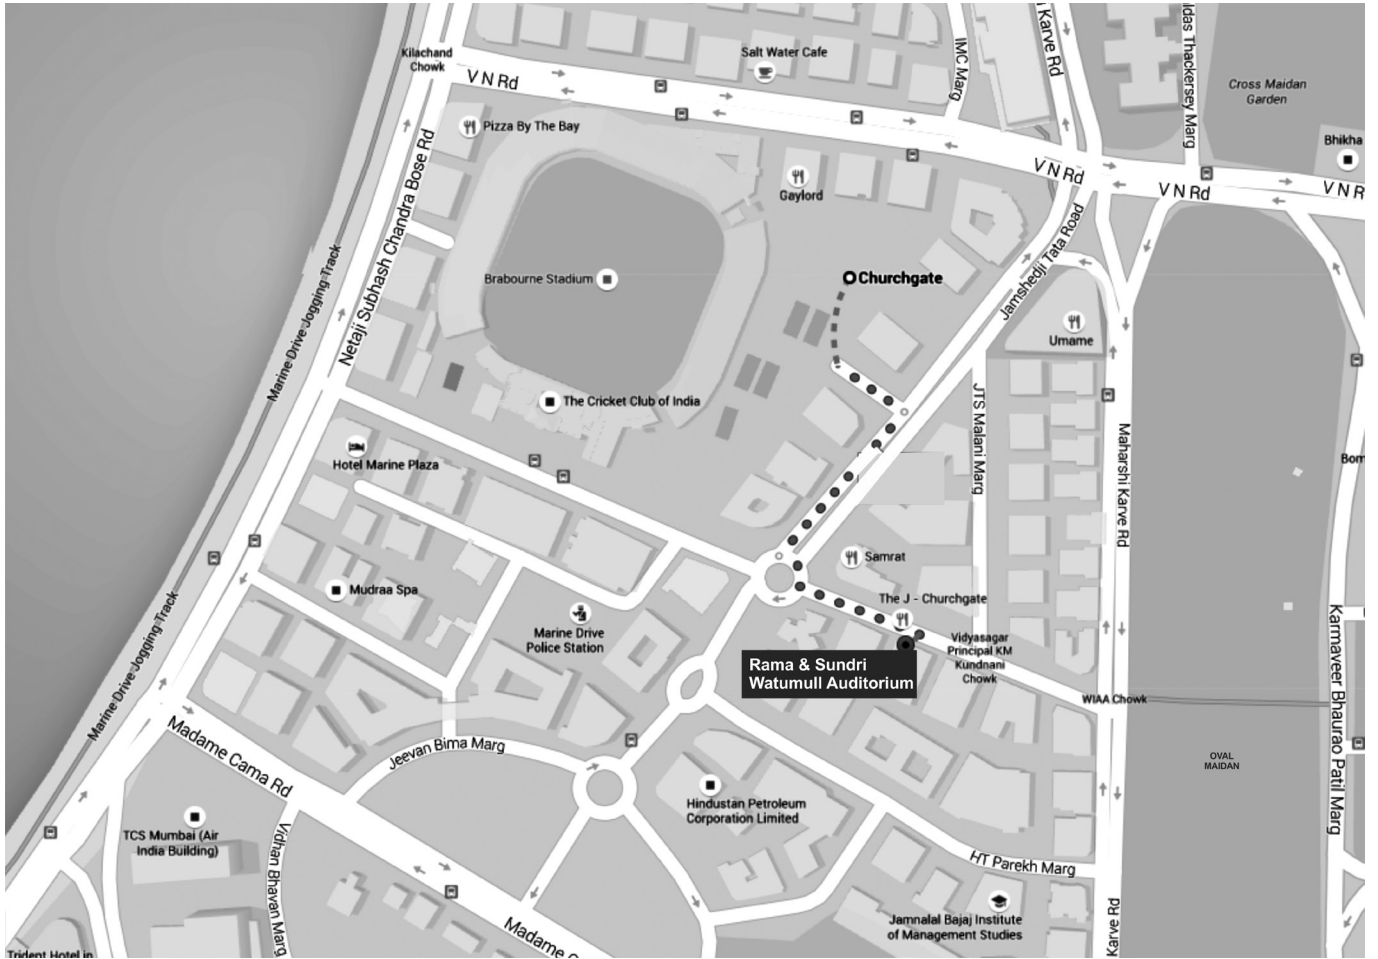 Kilachand
Chowk
V N Rd
Salt Water Cafe
IMC Marg
Karve Rd
ldas Thackersey Marg
Cross Maidan
Garden
Bhikha
Pizza By The Bay
Gaylord
V N Rd
V N Rd
V N R
Netaji Subhash Chandra Bose Rd
Marine Drive Jogging Track
Brabourne Stadium
Churchgate
Jamshedji Tata Road
Umame
The Cricket Club of India
JTS Malani Marg
Maharshi Karve Rd
Bom
Hotel Marine Plaza
Mudraa Spa
Marine Drive
Police Station
Samrat
The J - Churchgate
Vidyasagar
Principal KM
Kundnani
Chowk
Rama & Sundri
Watumull Auditorium
WIAA Chowk
Karmaveer Bhaurao Patil Marg
Marine Drive Jogging Track
Madame Cama Rd
Jeevan Bima Marg
OVAL
MAIDAN
Hindustan Petroleum
Corporation Limited
TCS Mumbai (Air
India Building)
Vidhan Bhavan Marg
HT Parekh Marg
Jamnalal Bajaj Institute
of Management Studies
Karve Rd
Madame C
Trident Hotel in